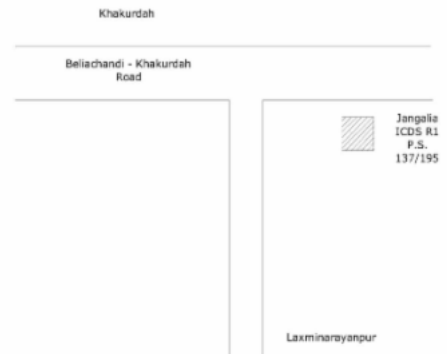 Khakurdah
Beliachandi - Khakurdah
Road
Jangalia
ICDS R1
P.S.
137/195
Laxminarayanpur